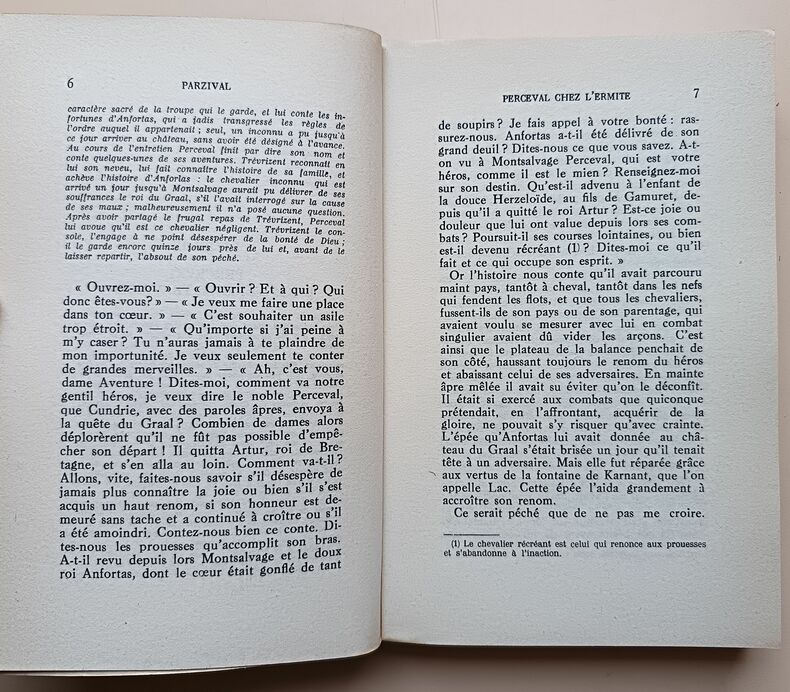 6
PARZIVAL
caractère sacré de la troupe qui le garde, et lui conte les in-
fortunes d'Anfortas, qui a jadis transgressé les règles de
l'ordre auquel il appartenait ; seul, un inconnu a pu jusqu'à
ce jour arriver au château, sans avoir été désigné à l'avance.
Au cours de l'entretien Perceval finit par dire son nom et
conte quelques-unes de ses aventures. Trévrizent reconnaît en
lui son neveu, lui fait connaître l'histoire de sa famille, et
achève l'histoire d'Anfortas : le chevalier inconnu qui est
arrivé un jour jusqu'à Montsalvage aurait pu délivrer de ses
souffrances le roi du Graal, s'il l'avait interrogé sur la cause
de ses maux ; malheureusement il n'a posé aucune question.
Après avoir partagé le frugal repas de Trévrizent, Perceval
lui avoue qu'il est ce chevalier négligent. Trévrizent le con-
sole, l'engage à ne point désespérer de la bonté de Dieu ;
il le garde encore quinze jours près de lui et, avant de le
laisser repartir, l'absout de son péché.
« Ouvrez-moi. » — « Ouvrir ? Et à qui ? Qui
donc êtes-vous? » — « Je veux me faire une place
dans ton cœur. » — « C'est souhaiter un asile
trop étroit. » — « Qu'importe si j'ai peine à
m'y caser ? Tu n'auras jamais à te plaindre de
mon importunité. Je veux seulement te conter
de grandes merveilles. » — « Ah, c'est vous,
dame Aventure ! Dites-moi, comment va notre
gentil héros, je veux dire le noble Perceval,
que Cundrie, avec des paroles âpres, envoya à
la quête du Graal ? Combien de dames alors
déplorèrent qu'il ne fût pas possible d'empê-
cher son départ ! Il quitta Artur, roi de Bre-
tagne, et s'en alla au loin. Comment va-t-il ?
Allons, vite, faites-nous savoir s'il désespère de
jamais plus connaître la joie ou bien s'il s'est
acquis un haut renom, si son honneur est de-
meuré sans tache et a continué à croître ou s'il
a été amoindri. Contez-nous bien ce conte. Di-
tes-nous les prouesses qu'accomplit son bras.
A-t-il revu depuis lors Montsalvage et le doux
roi Anfortas, dont le cœur était gonflé de tant
PERCEVAL CHEZ L'ERMITE
7
de soupirs ? Je fais appel à votre bonté : ras-
surez-nous. Anfortas a-t-il été délivré de son
grand deuil ? Dites-nous ce que vous savez. A-t-
on vu à Montsalvage Perceval, qui est votre
héros, comme il est le mien ? Renseignez-moi
sur son destin. Qu'est-il advenu à l'enfant de
la douce Herzeloïde, au fils de Gamuret, de-
puis qu'il a quitté le roi Artur ? Est-ce joie ou
douleur que lui ont value depuis lors ses com-
bats ? Poursuit-il ses courses lointaines, ou bien
est-il devenu récréant (1) ? Dites-moi ce qu'il
fait et ce qui occupe son esprit. »
Or l'histoire nous conte qu'il avait parcouru
maint pays, tantôt à cheval, tantôt dans les nefs
qui fendent les flots, et que tous les chevaliers,
fussent-ils de son pays ou de son parentage, qui
avaient voulu se mesurer avec lui en combat
singulier avaient dû vider les arçons. C'est
ainsi que le plateau de la balance penchait de
son côté, haussant toujours le renom du héros
et abaissant celui de ses adversaires. En mainte
âpre mêlée il avait su éviter qu'on le déconfît.
Il était si exercé aux combats que quiconque
prétendait, en l'affrontant, acquérir de la
gloire, ne pouvait s'y risquer qu'avec crainte.
L'épée qu'Anfortas lui avait donnée au châ-
teau du Graal s'était brisée un jour qu'il tenait
tête à un adversaire. Mais elle fut réparée grâce
aux vertus de la fontaine de Karnant, que l'on
appelle Lac. Cette épée l'aida grandement à
accroître son renom.
Ce serait péché que de ne pas me croire.
(1) Le chevalier récréant est celui qui renonce aux prouesses
et s'abandonne à l'inaction.